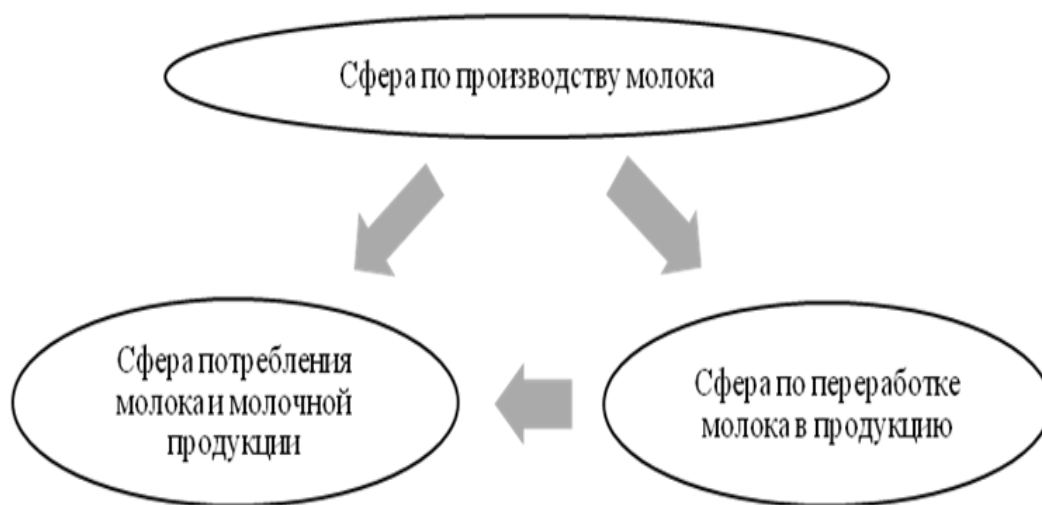 Сфера по производству молока
Сфера потребления
молока и молочной
продукции
Сфера по переработке
молока в продукцию